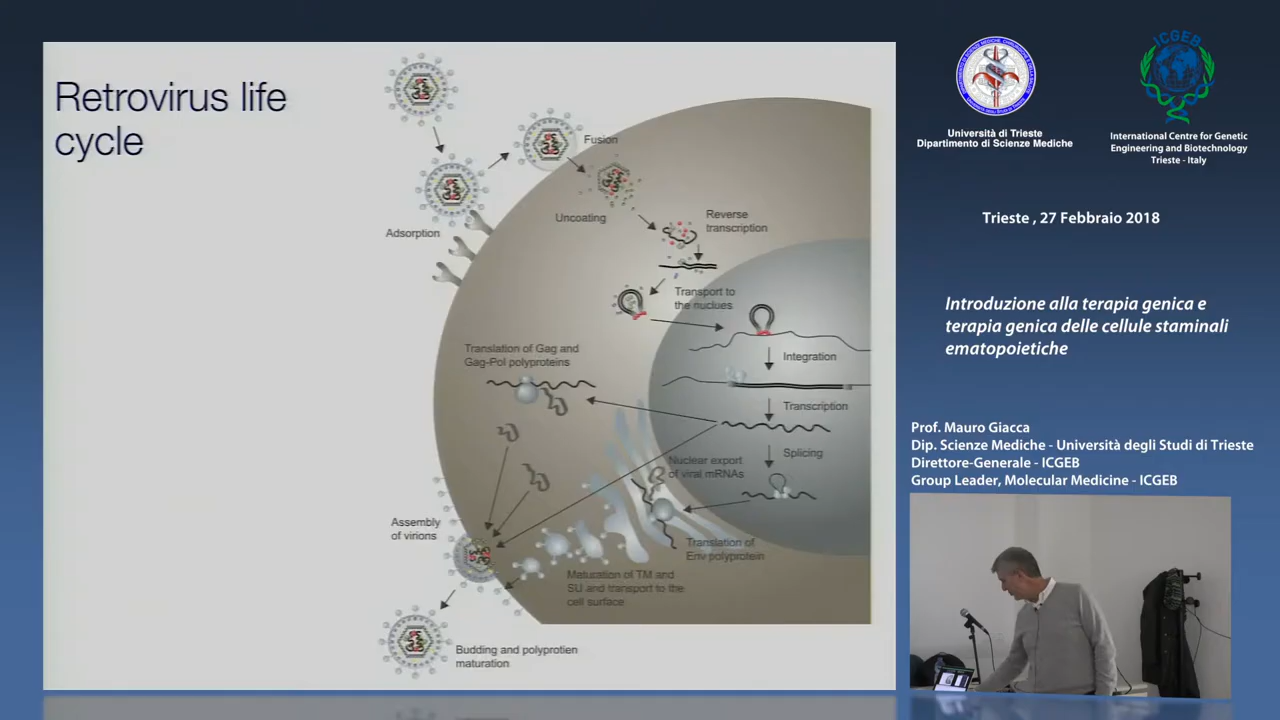 Retrovirus life
cycle
Fusion
Adsorption
Uncoating
Reverse
transcription
Transport to
the nuclues
Integration
Transcription
Splicing
Translation of Gag and
Gag-Pol polyproteins
Nuclear export
of viral mRNAs
Translation of
Env polyprotein
Assembly
of virions
Maturation of TM and
SU and transport to the
cell surface
Budding and polyprotien
maturation
Università di Trieste
Dipartimento di Scienze Mediche
ICGEB
International Centre for Genetic
Engineering and Biotechnology
Trieste - Italy
Trieste , 27 Febbraio 2018
Introduzione alla terapia genica e
terapia genica delle cellule staminali
ematopoietiche
Prof. Mauro Giacca
Dip. Scienze Mediche - Università degli Studi di Trieste
Direttore-Generale - ICGEB
Group Leader, Molecular Medicine - ICGEB